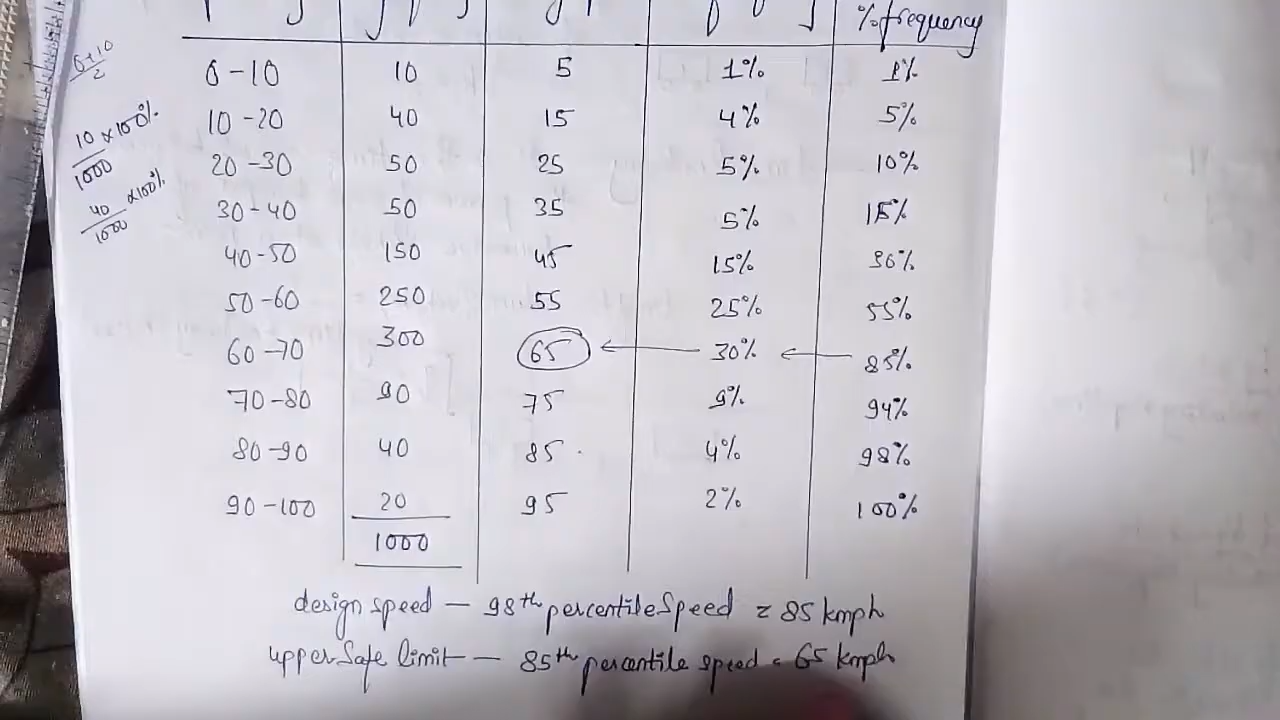 % frequency
0-10 10 5 1% 1%
10-20 40 15 4% 5%
20-30 50 25 5% 10%
30-40 50 35 5% 15%
40-50 150 45 15% 30%
50-60 250 55 25% 55%
60-70 300 65 30% 85%
70-80 90 75 9% 94%
80-90 40 85 4% 98%
90-100 20 95 2% 100%
1000
design speed — 98th percentile Speed = 85 kmph
upper Safe limit — 85th percentile speed = 65 kmph
0+10
2
10 x 100%
1000
40 x100%
1000